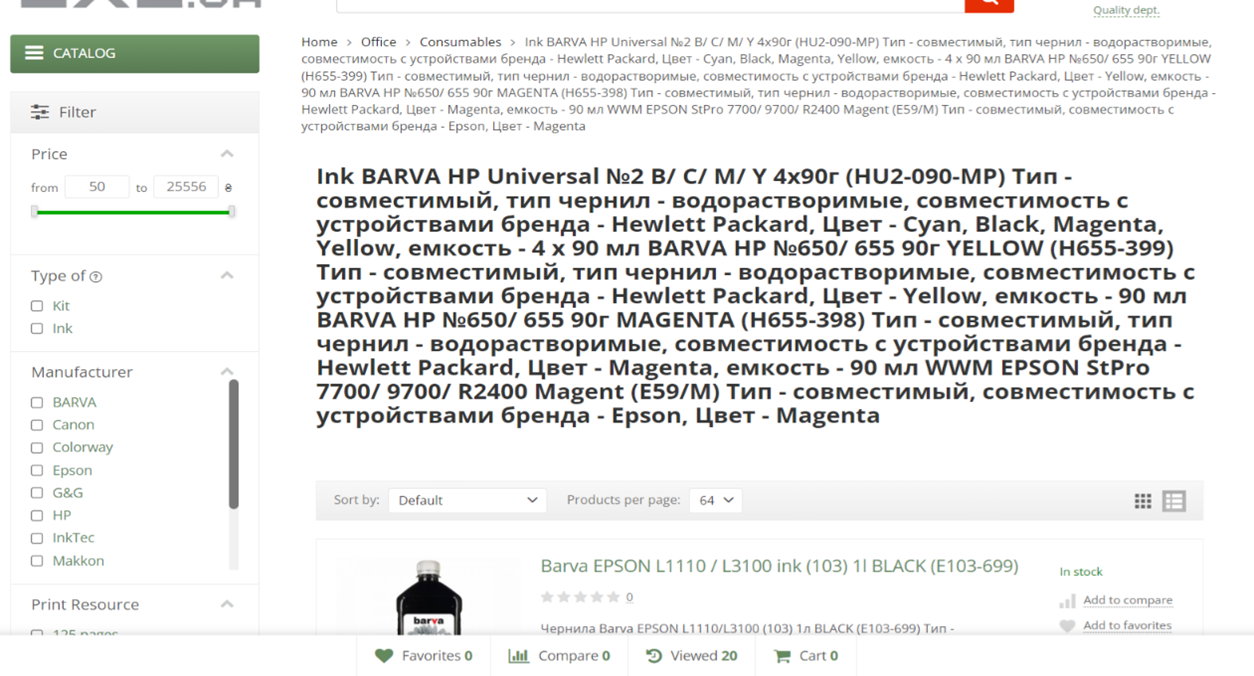 Quality dept.
CATALOG
Filter
Price
from 50 to 25556 ₴
Type of ?
Kit
Ink
Manufacturer
BARVA
Canon
Colorway
Epson
G&G
HP
InkTec
Makkon
Print Resource
125 pages
Home > Office > Consumables > Ink BARVA HP Universal №2 B/ C/ M/ Y 4x90г (HU2-090-MP) Тип - совместимый, тип чернил - водорастворимые,
совместимость с устройствами бренда - Hewlett Packard, Цвет - Cyan, Black, Magenta, Yellow, емкость - 4 x 90 мл BARVA HP №650/ 655 90г YELLOW
(H655-399) Тип - совместимый, тип чернил - водорастворимые, совместимость с устройствами бренда - Hewlett Packard, Цвет - Yellow, емкость -
90 мл BARVA HP №650/ 655 90г MAGENTA (H655-398) Тип - совместимый, тип чернил - водорастворимые, совместимость с устройствами бренда -
Hewlett Packard, Цвет - Magenta, емкость - 90 мл WWM EPSON StPro 7700/ 9700/ R2400 Magent (E59/M) Тип - совместимый, совместимость с
устройствами бренда - Epson, Цвет - Magenta
Ink BARVA HP Universal №2 B/ C/ M/ Y 4x90г (HU2-090-MP) Тип -
совместимый, тип чернил - водорастворимые, совместимость с
устройствами бренда - Hewlett Packard, Цвет - Cyan, Black, Magenta,
Yellow, емкость - 4 x 90 мл BARVA HP №650/ 655 90г YELLOW (H655-399)
Тип - совместимый, тип чернил - водорастворимые, совместимость с
устройствами бренда - Hewlett Packard, Цвет - Yellow, емкость - 90 мл
BARVA HP №650/ 655 90г MAGENTA (H655-398) Тип - совместимый, тип
чернил - водорастворимые, совместимость с устройствами бренда -
Hewlett Packard, Цвет - Magenta, емкость - 90 мл WWM EPSON StPro
7700/ 9700/ R2400 Magent (E59/M) Тип - совместимый, совместимость с
устройствами бренда - Epson, Цвет - Magenta
Sort by: Default Products per page: 64
barva
Barva EPSON L1110 / L3100 ink (103) 1l BLACK (E103-699)
0
Чернила Barva EPSON L1110/L3100 (103) 1л BLACK (E103-699) Тип -
In stock
Add to compare
Add to favorites
Favorites 0 Compare 0 Viewed 20 Cart 0